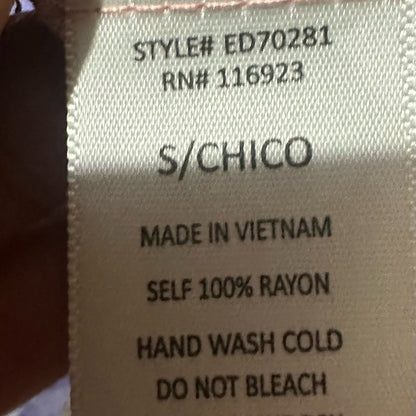 STYLE# ED70281
RN# 116923
S/CHICO
MADE IN VIETNAM
SELF 100% RAYON
HAND WASH COLD
DO NOT BLEACH